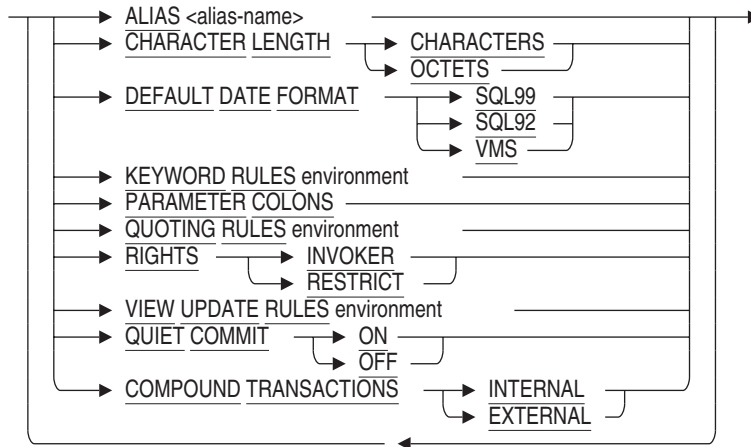 ALIAS <alias-name>
CHARACTER LENGTH CHARACTERS
OCTETS
DEFAULT DATE FORMAT SQL99
SQL92
VMS
KEYWORD RULES environment
PARAMETER COLONS
QUOTING RULES environment
RIGHTS INVOKER
RESTRICT
VIEW UPDATE RULES environment
QUIET COMMIT ON
OFF
COMPOUND TRANSACTIONS INTERNAL
EXTERNAL